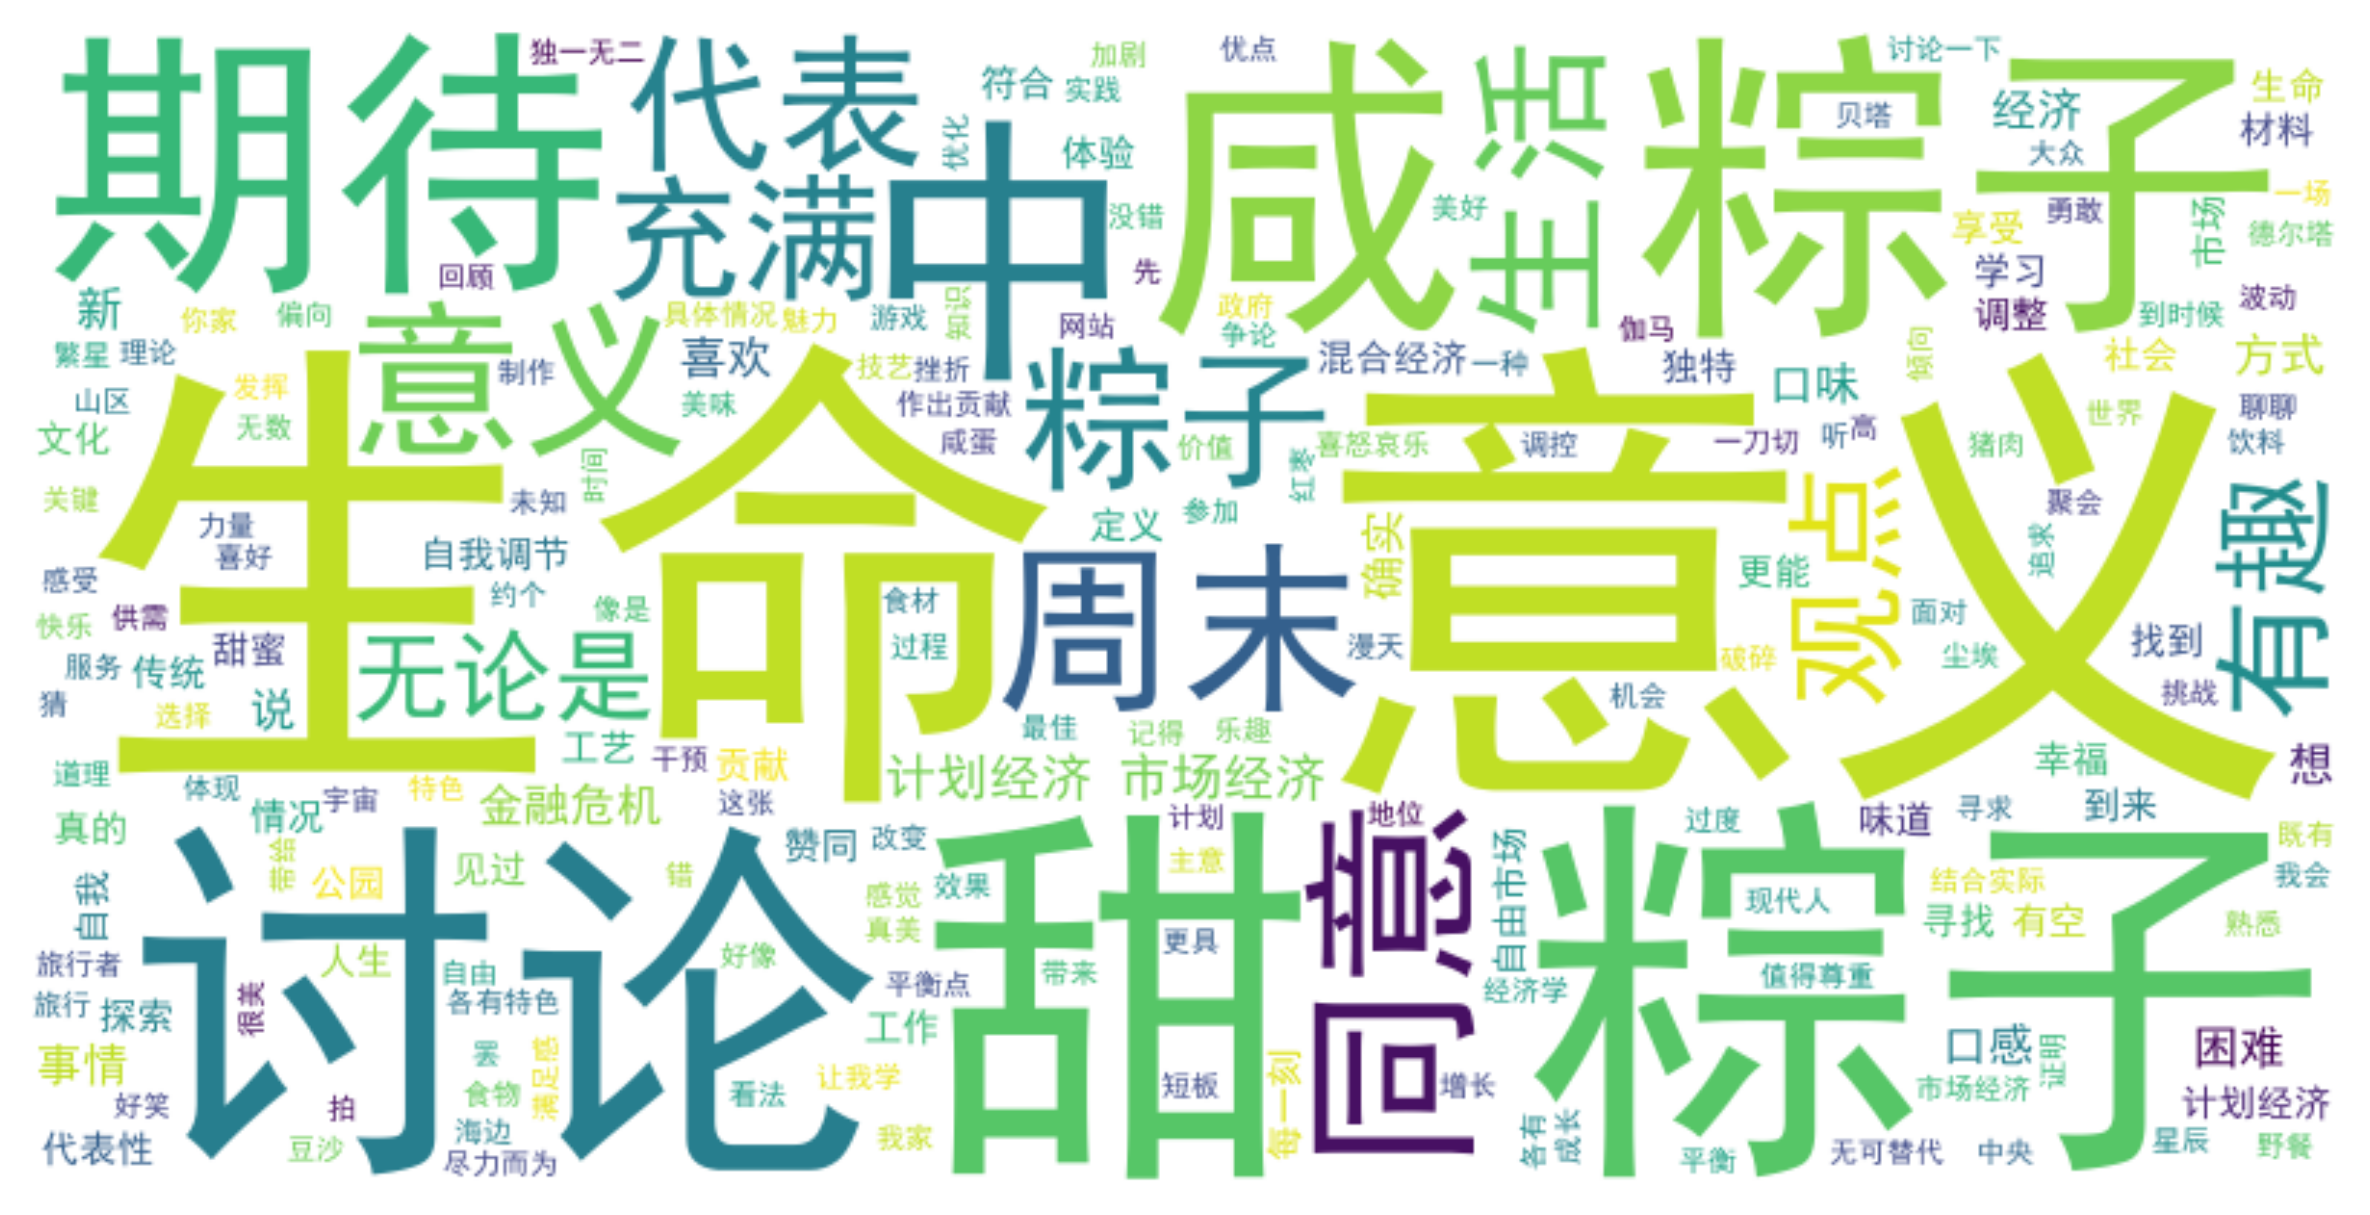 期待
独一无二
代表
加剧
符合
实践
优化
体验
优点
咸粽子
生活
讨论一下
贝塔
经济
大众
生命
材料
充满
中
没错
美好
先
回顾
享受
勇敢
市场
一场
德尔塔
学习
调整
波动
到时候
新
你家
偏向
意义
具体情况
魅力
游戏
知识
网站
政府
争论
伽马
繁星
理论
制作
喜欢
技艺
挫折
粽子
混合经济
一种
独特
口味
倾向
社会
方式
山区
发挥
无数
文化
美味
作出贡献
咸蛋
价值
喜怒哀乐
调控
一刀切
听
高
猪肉
世界
聊聊
饮料
生命意义
关键
力量
喜好
未知
时间
自我调节
定义
参加
红枣
确实
观点
更能
聚会
追求
有趣
感受
约个
快乐
供需
像是
食材
过程
周末
漫天
破碎
面对
尘埃
找到
挑战
甜蜜
服务
传统
无论是
猜
选择
说
机会
最佳
记得
乐趣
工艺
干预
贡献
计划经济
市场经济
幸福
想
道理
体现
宇宙
特色
金融危机
这张
真的
情况
讨论
赞同
改变
甜粽子
计划
地位
同意
过度
味道
寻求
到来
既有
我会
自我
带给
公园
见过
错
感觉
效果
主意
自由市场
现代人
结合实际
寻找
有空
熟悉
真美
旅行者
人生
自由
好像
更具
平衡点
带来
经济学
值得尊重
旅行
探索
很美
各有特色
工作
事情
罢
满足感
食物
看法
让我学
短板
每一刻
增长
口感
证明
困难
市场经济
计划经济
好笑
拍
海边
代表性
豆沙
尽力而为
我家
各有
成长
平衡
无可替代
中央
星辰
野餐